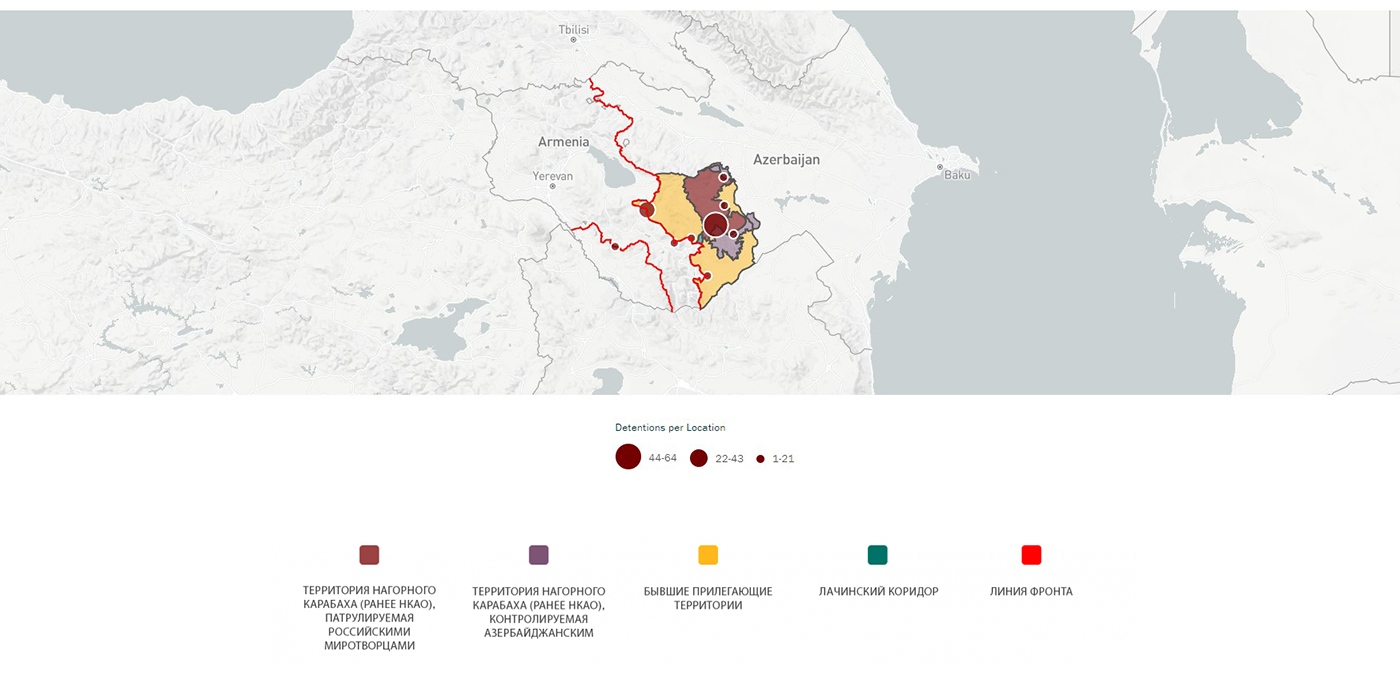 Tbilisi
Armenia
Azerbaijan
Yerevan
Baku
Detentions per Location
44-64
22-43
1-21
ТЕРРИТОРИЯ НАГОРНОГО
КАРАБАХА (РАНЕЕ НКАО),
ПАТРУЛИРУЕМАЯ
РОССИЙСКИМИ
МИРОТВОРЦАМИ
ТЕРРИТОРИЯ НАГОРНОГО
КАРАБАХА (РАНЕЕ НКАО),
КОНТРОЛИРУЕМАЯ
АЗЕРБАЙДЖАНСКИМ
БЫВШИЕ ПРИЛЕГАЮЩИЕ
ТЕРРИТОРИИ
ЛАЧИНСКИЙ КОРИДОР
ЛИНИЯ ФРОНТА